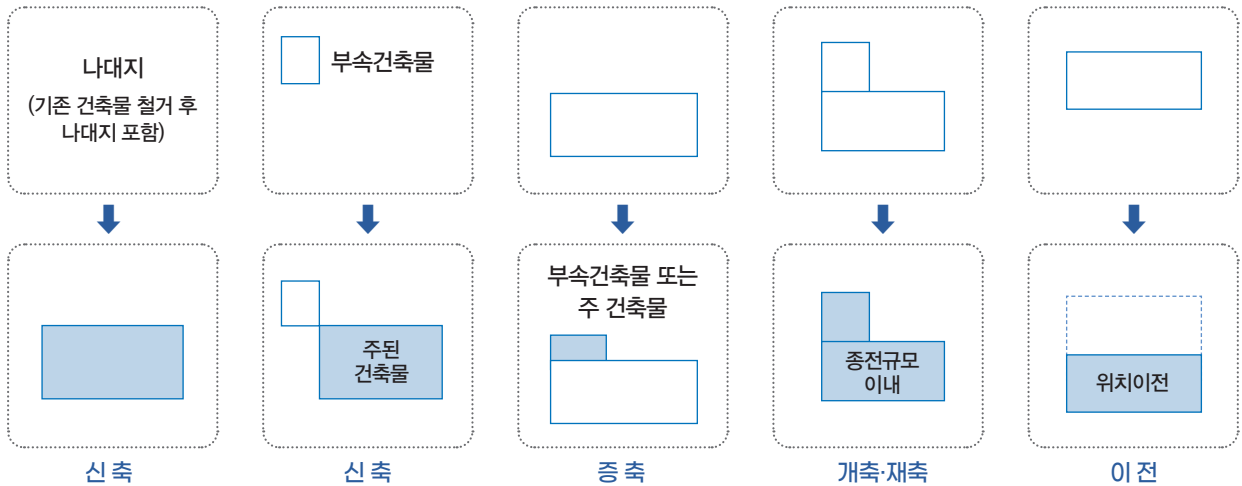 나대지
(기존 건축물 철거 후
나대지 포함)
부속건축물
주된
건축물
부속건축물 또는
주 건축물
종전규모
이내
위치이전
신 축
신 축
증 축
개축·재축
이 전